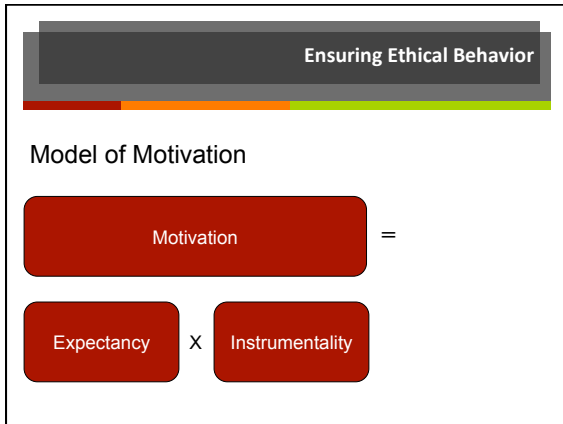 Ensuring Ethical Behavior
Model of Motivation
Motivation =
Expectancy X Instrumentality